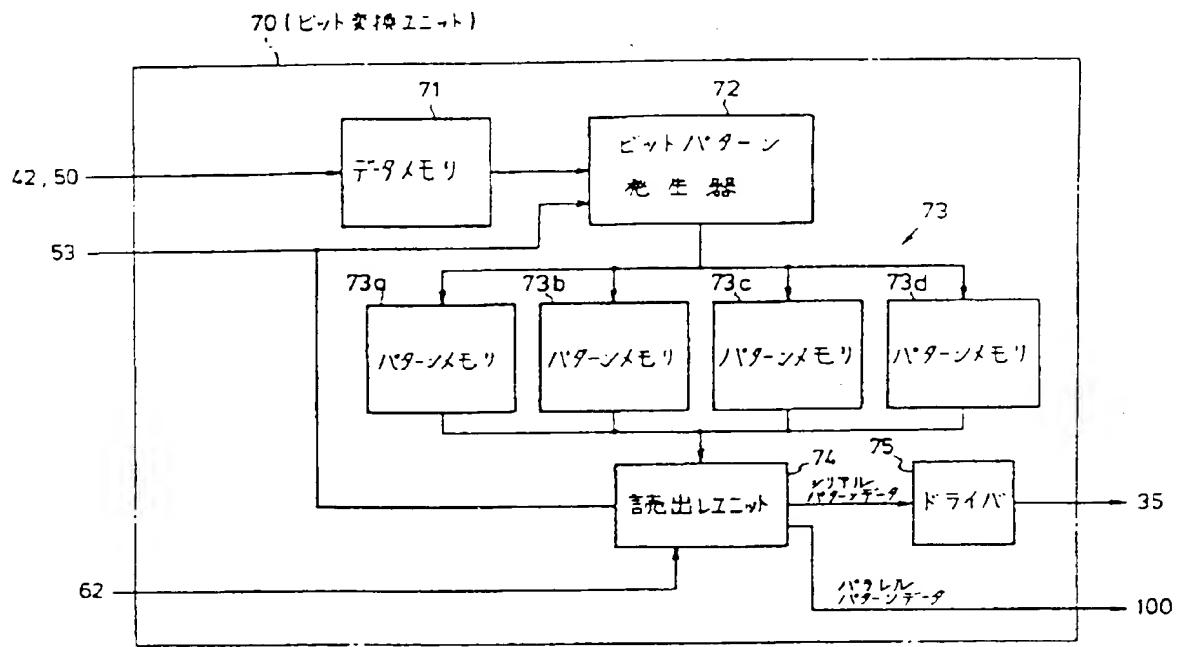 70(ビット変換ユニット)
71
データメモリ
72
ビットパターン
発生器
42, 50
53
73
73a
パターンメモリ
73b
パターンメモリ
73c
パターンメモリ
73d
パターンメモリ
74
読出しユニット
シリアル
パターンデータ
75
ドライバ
35
62
パラレル
パターンデータ
100